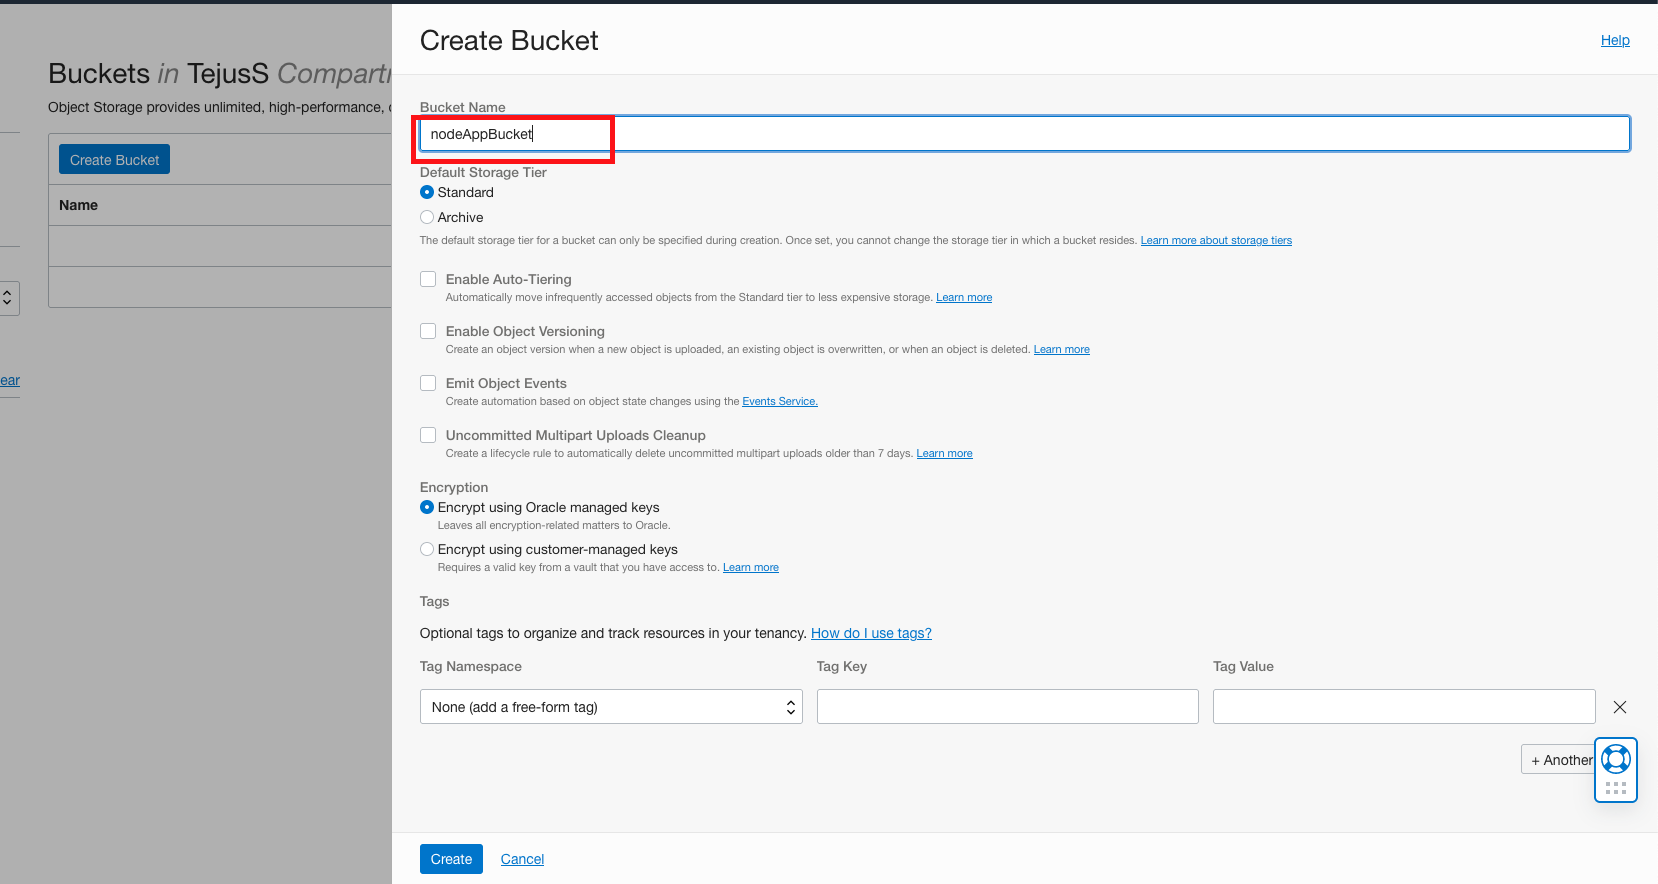 Create Bucket
Help
Buckets in TejusS Compart
Object Storage provides unlimited, high-performance,
Create Bucket
Name
ear
Bucket Name
nodeAppBucket
Default Storage Tier
Standard
Archive
The default storage tier for a bucket can only be specified during creation. Once set, you cannot change the storage tier in which a bucket resides. Learn more about storage tiers
Enable Auto-Tiering
Automatically move infrequently accessed objects from the Standard tier to less expensive storage. Learn more
Enable Object Versioning
Create an object version when a new object is uploaded, an existing object is overwritten, or when an object is deleted. Learn more
Emit Object Events
Create automation based on object state changes using the Events Service.
Uncommitted Multipart Uploads Cleanup
Create a lifecycle rule to automatically delete uncommitted multipart uploads older than 7 days. Learn more
Encryption
Encrypt using Oracle managed keys
Leaves all encryption-related matters to Oracle.
Encrypt using customer-managed keys
Requires a valid key from a vault that you have access to. Learn more
Tags
Optional tags to organize and track resources in your tenancy. How do I use tags?
Tag Namespace Tag Key Tag Value
None (add a free-form tag)
+ Another
Create Cancel